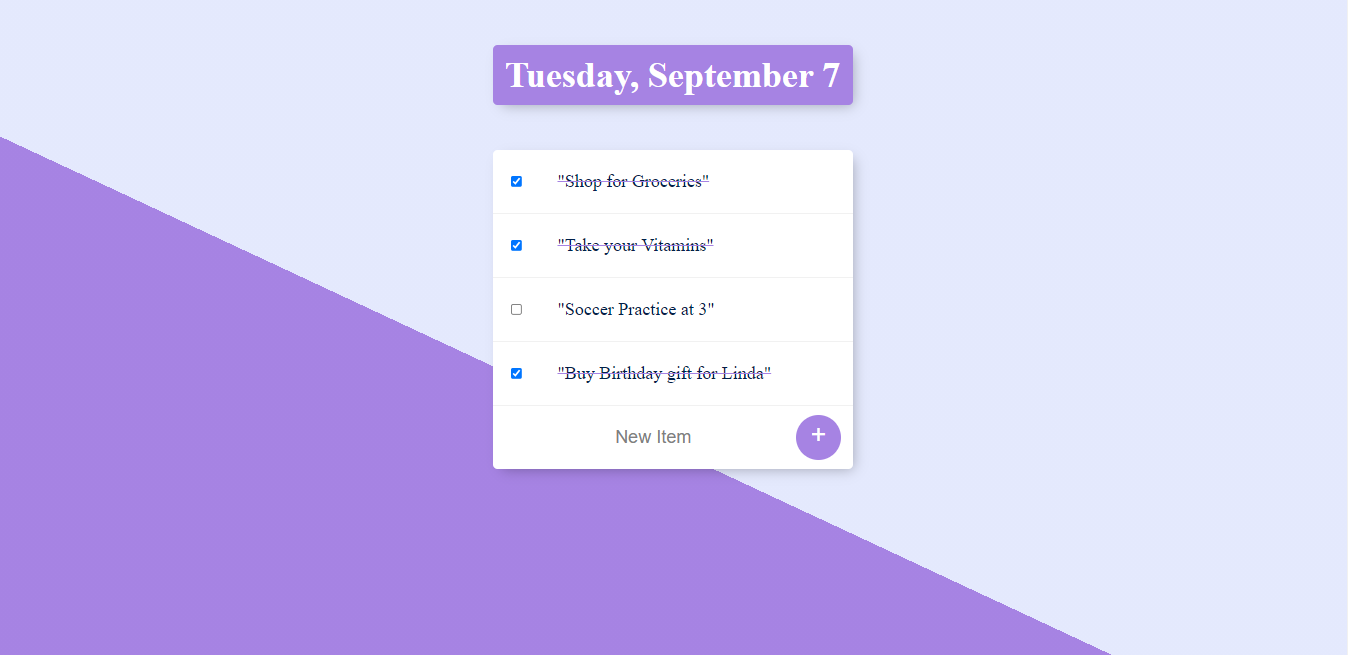 Tuesday, September 7
"Shop for Groceries"
"Take your Vitamins"
"Soccer Practice at 3"
"Buy Birthday gift for Linda"
New Item
+